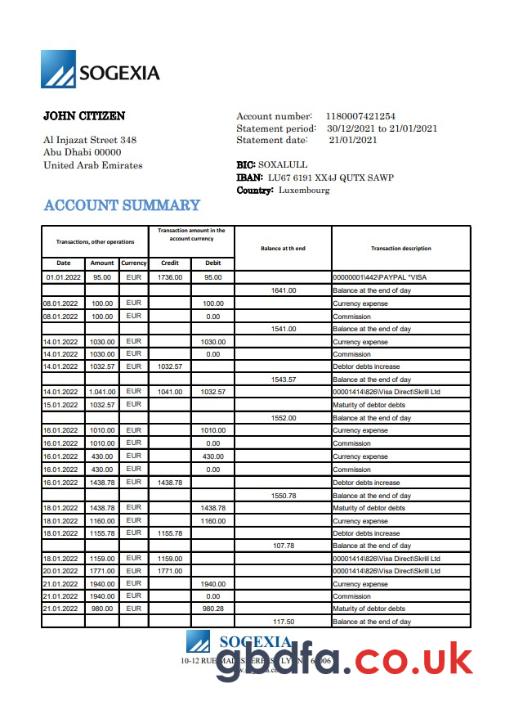 SOGEXIA
JOHN CITIZEN
Al Injazat Street 348
Abu Dhabi 00000
United Arab Emirates
Account number: 1180007421254
Statement period: 30/12/2021 to 21/01/2021
Statement date: 21/01/2021
BIC: SOXALULL
IBAN: LU67 6191 XX4J QUTX SAWP
Country: Luxembourg
ACCOUNT SUMMARY
Transactions, other operations
Transaction amount in the
account currency
Balance at th end
Transaction description
Date Amount Currency Credit Debit
01.01.2022 95.00 EUR 1736.00 95.00 00000001\442\PAYPAL *VISA
1641.00 Balance at the end of day
08.01.2022 100.00 EUR 100.00 Currency expense
08.01.2022 100.00 EUR 0.00 Commission
1541.00 Balance at the end of day
14.01.2022 1030.00 EUR 1030.00 Currency expense
14.01.2022 1030.00 EUR 0.00 Commission
14.01.2022 1032.57 EUR 1032.57 Debtor debts increase
1543.57 Balance at the end of day
14.01.2022 1.041.00 EUR 1041.00 1032.57 00001414\826\Visa Direct\Skrill Ltd
15.01.2022 1032.57 EUR Maturity of debtor debts
1552.00 Balance at the end of day
16.01.2022 1010.00 EUR 1010.00 Currency expense
16.01.2022 1010.00 EUR 0.00 Commission
16.01.2022 430.00 EUR 430.00 Currency expense
16.01.2022 430.00 EUR 0.00 Commission
16.01.2022 1438.78 EUR 1438.78 Debtor debts increase
1550.78 Balance at the end of day
18.01.2022 1438.78 EUR 1438.78 Maturity of debtor debts
18.01.2022 1160.00 EUR 1160.00 Currency expense
18.01.2022 1155.78 EUR 1155.78 Debtor debts increase
107.78 Balance at the end of day
18.01.2022 1159.00 EUR 1159.00 00001414\826\Visa Direct\Skrill Ltd
20.01.2022 1771.00 EUR 1771.00 00001414\826\Visa Direct\Skrill Ltd
21.01.2022 1940.00 EUR 1940.00 Currency expense
21.01.2022 1940.00 EUR 0.00 Commission
21.01.2022 980.00 EUR 980.28 Maturity of debtor debts
117.50 Balance at the end of day
SOGEXIA
10-12 RUE
gbdfa.co.uk